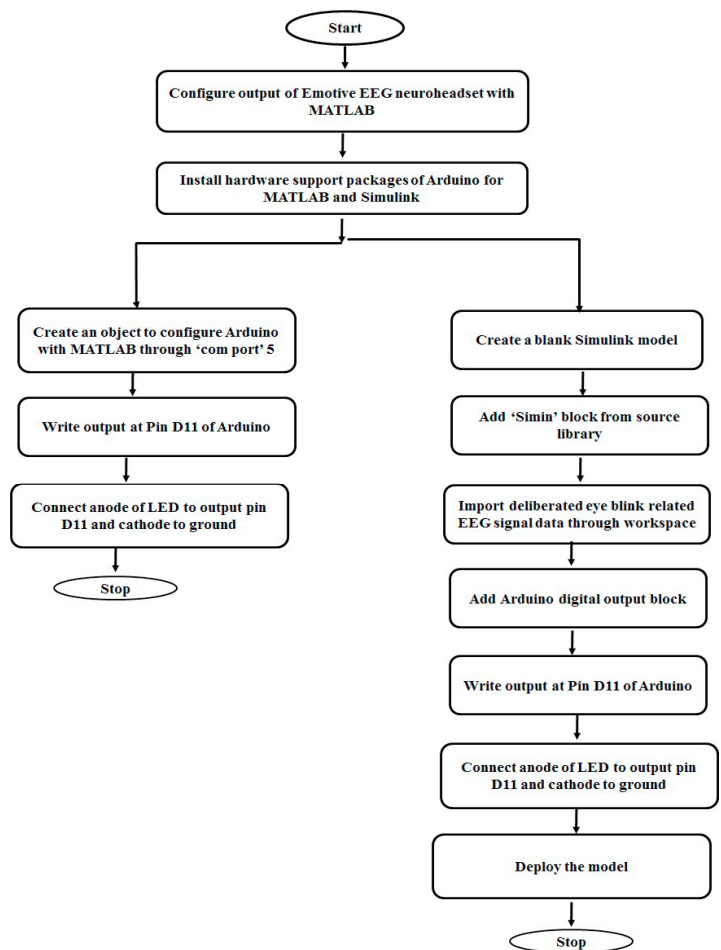 Start
Configure output of Emotive EEG neuroheadset with
MATLAB
Install hardware support packages of Arduino for
MATLAB and Simulink
Create an object to configure Arduino
with MATLAB through ‘com port’ 5
Write output at Pin D11 of Arduino
Connect anode of LED to output pin
D11 and cathode to ground
Stop
Create a blank Simulink model
Add ‘Simin’ block from source
library
Import deliberated eye blink related
EEG signal data through workspace
Add Arduino digital output block
Write output at Pin D11 of Arduino
Connect anode of LED to output pin
D11 and cathode to ground
Deploy the model
Stop